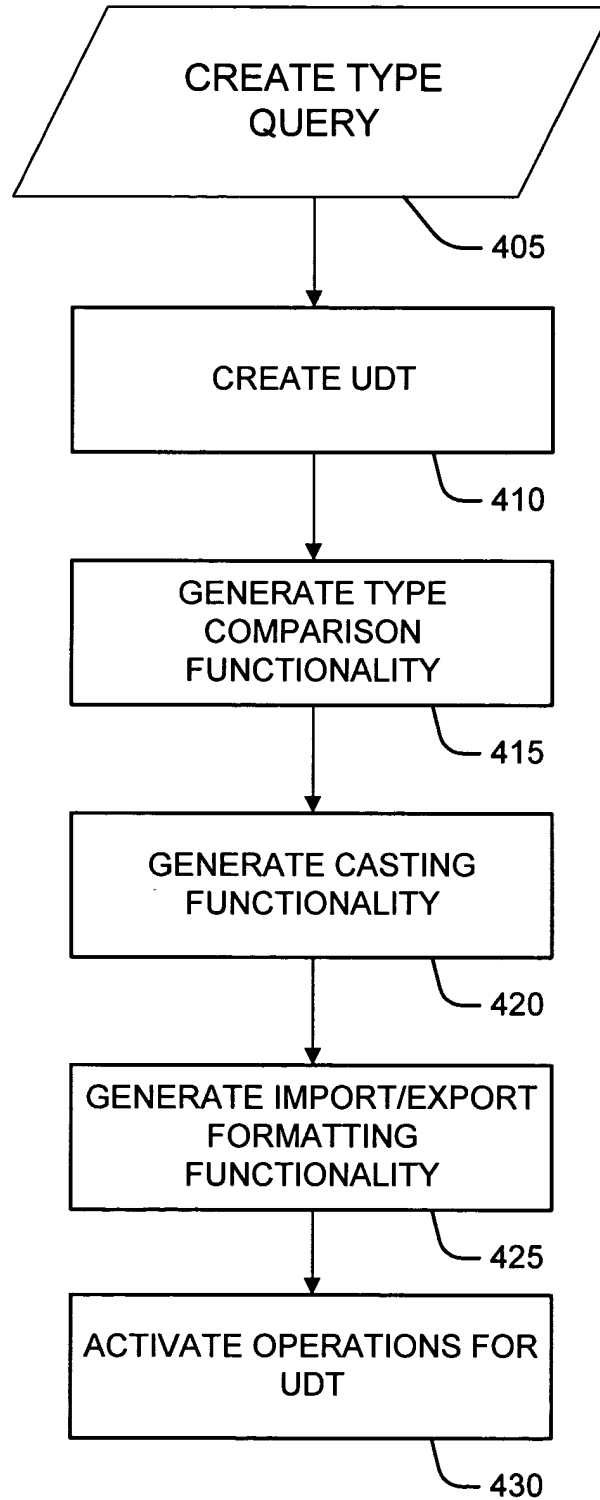 CREATE TYPE
QUERY
405
CREATE UDT
410
GENERATE TYPE
COMPARISON
FUNCTIONALITY
415
GENERATE CASTING
FUNCTIONALITY
420
GENERATE IMPORT/EXPORT
FORMATTING
FUNCTIONALITY
425
ACTIVATE OPERATIONS FOR
UDT
430